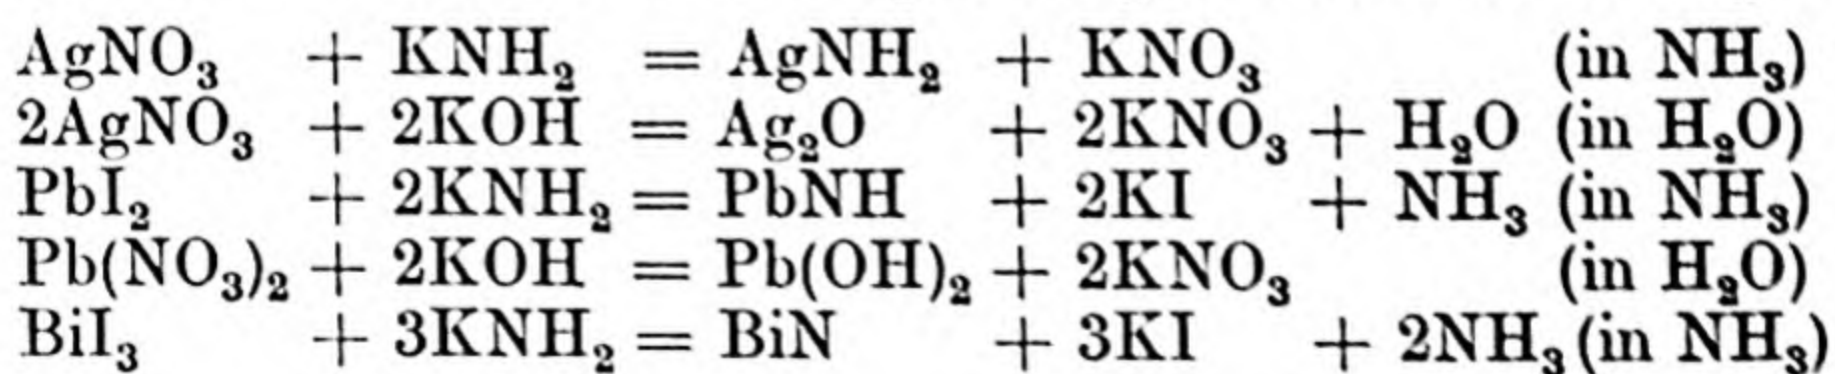 AgNO₃ + KNH₂ = AgNH₂ + KNO₃ (in NH₃)
2AgNO₃ + 2KOH = Ag₂O + 2KNO₃ + H₂O (in H₂O)
PbI₂ + 2KNH₂ = PbNH + 2KI + NH₃ (in NH₃)
Pb(NO₃)₂ + 2KOH = Pb(OH)₂ + 2KNO₃ (in H₂O)
BiI₃ + 3KNH₂ = BiN + 3KI + 2NH₃ (in NH₃)